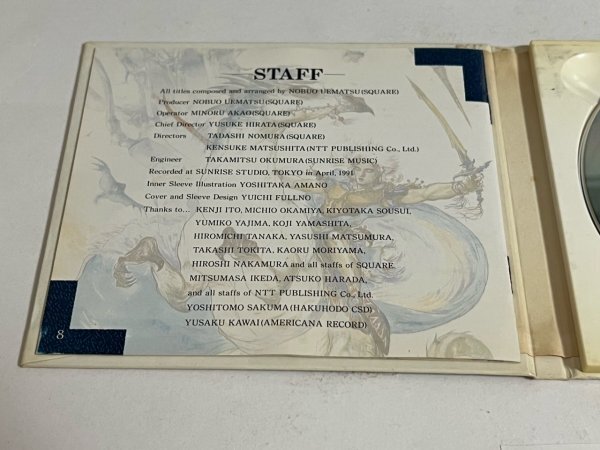 STAFF
All titles composed and arranged by NOBUO UEMATSU(SQUARE)
Producer NOBUO UEMATSU(SQUARE)
Operator MINORU AKAO(SQUARE)
Chief Director YUSUKE HIRATA(SQUARE)
Directors TADASHI NOMURA(SQUARE)
KENSUKE MATSUSHITA(NTT PUBLISHING Co., Ltd.)
Engineer TAKAMITSU OKUMURA(SUNRISE MUSIC)
Recorded at SUNRISE STUDIO, TOKYO in April, 1991
Inner Sleeve Illustration YOSHITAKA AMANO
Cover and Sleeve Design YUICHI FULLNO
Thanks to... KENJI ITO, MICHIO OKAMIYA, KIYOTAKA SOUSUI,
YUMIKO YAJIMA, KOJI YAMASHITA,
HIROMICHI TANAKA, YASUSHI MATSUMURA,
TAKASHI TOKITA, KAORU MORIYAMA,
HIROSHI NAKAMURA and all staffs of SQUARE,
MITSUMASA IKEDA, ATSUKO HARADA,
and all staffs of NTT PUBLISHING Co., Ltd.
YOSHITOMO SAKUMA(HAKUHODO CSD)
YUSAKU KAWAI(AMERICANA RECORD)
8